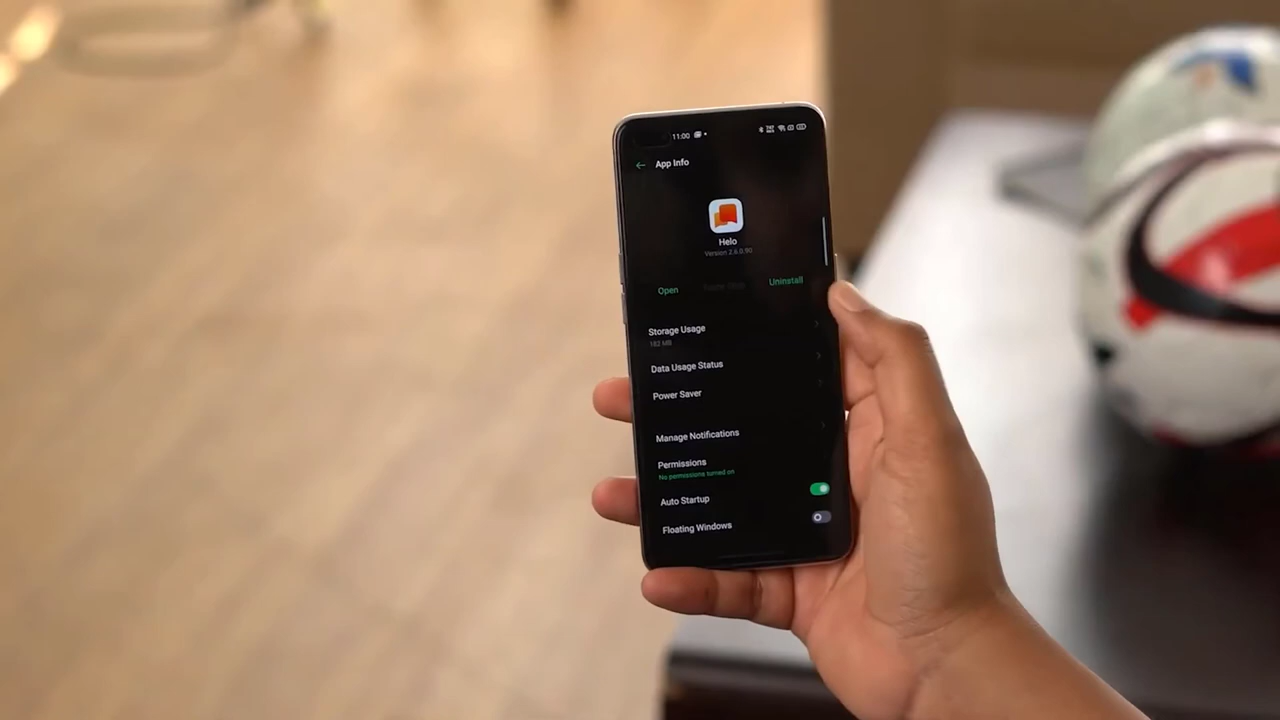 11:00
App Info
Helo
Version 2.6.0.90
Open
Uninstall
Storage Usage
182 MB
Data Usage Status
Power Saver
Manage Notifications
Permissions
No permissions turned on
Auto Startup
Floating Windows